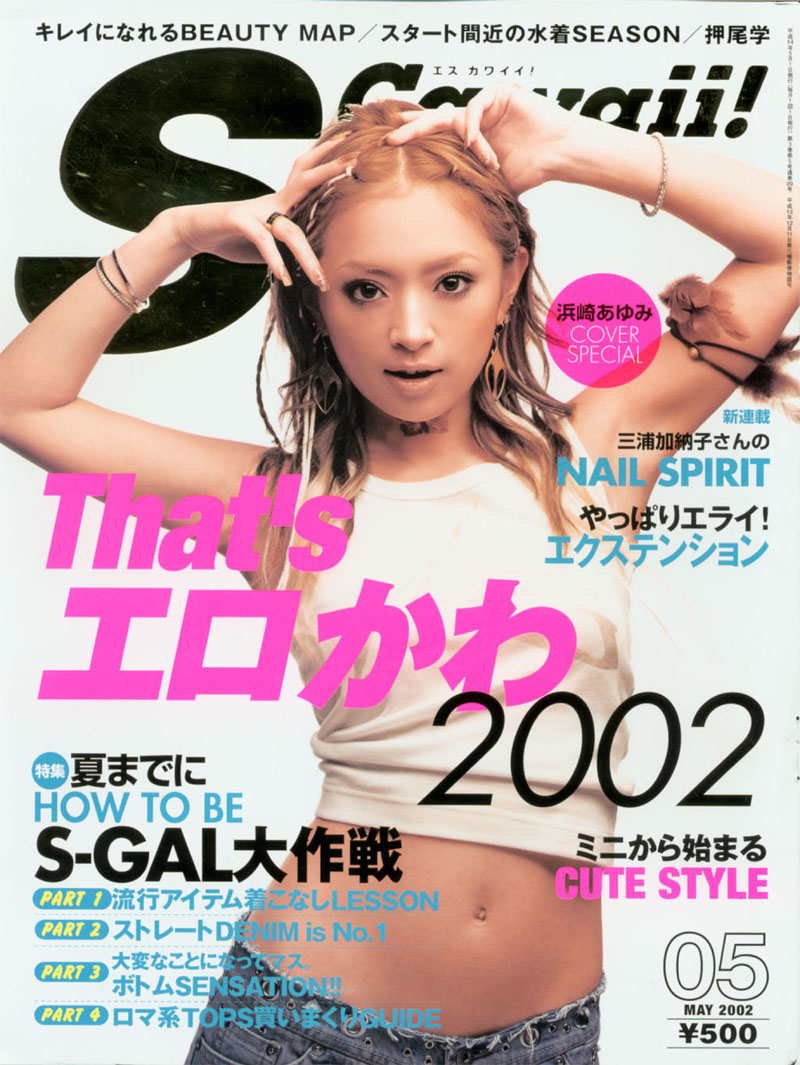 キレイになれるBEAUTY MAP／スタート間近の水着SEASON／押尾学
S Cawaii!
エス カワイイ!
浜崎あゆみ
COVER
SPECIAL
新連載
三浦加納子さんの
NAIL SPIRIT
やっぱりエライ!
エクステンション
That's
エロかわ
2002
特集 夏までに
HOW TO BE
S-GAL大作戦
PART 1 流行アイテム着こなしLESSON
PART 2 ストレートDENIM is No.1
PART 3 大変なことになってマス。
ボトムSENSATION!!
PART 4 ロマ系TOPS買いまくりGUIDE
ミニから始まる
CUTE STYLE
05
MAY 2002
¥500